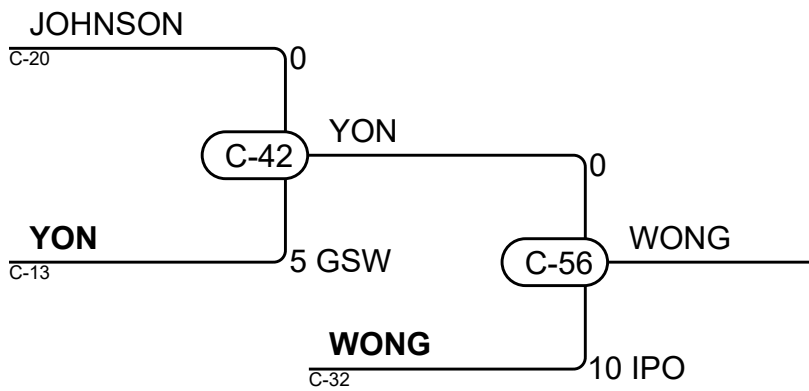 JOHNSON
C-20
0
C-42
YON
0
YON
C-13
5 GSW
C-56
WONG
WONG
C-32
10 IPO